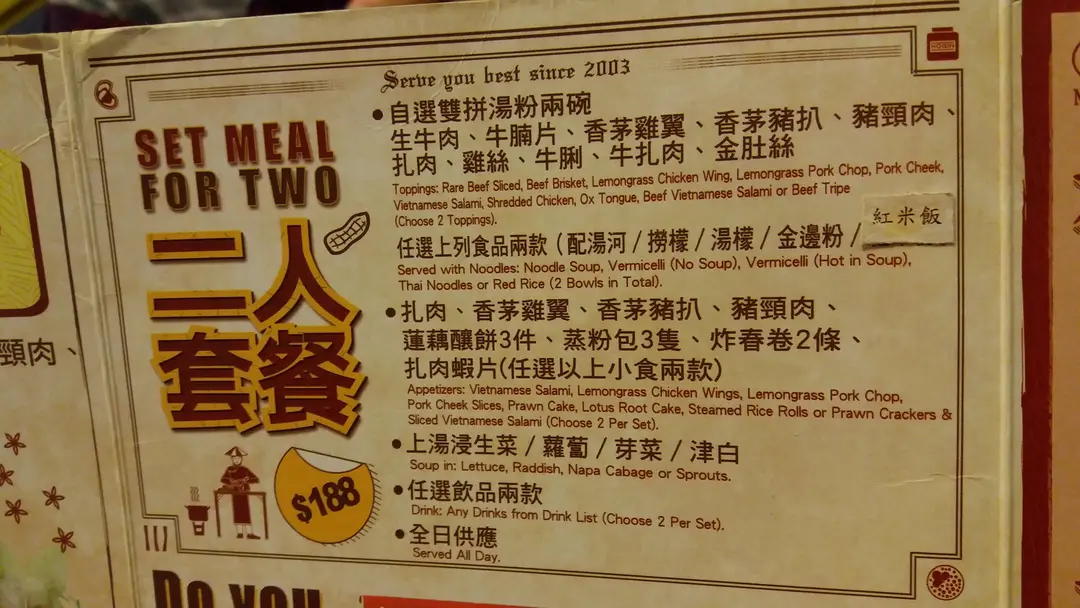 Serve you best since 2003
HOISIN
SET MEAL
FOR TWO
二人
套餐
$188
•自選雙拼湯粉兩碗
生牛肉、牛腩片、香茅雞翼、香茅豬扒、豬頸肉、
扎肉、雞絲、牛脷、牛扎肉、金肚絲
Toppings: Rare Beef Sliced, Beef Brisket, Lemongrass Chicken Wing, Lemongrass Pork Chop, Pork Cheek,
Vietnamese Salami, Shredded Chicken, Ox Tongue, Beef Vietnamese Salami or Beef Tripe
(Choose 2 Toppings).
任選上列食品兩款（配湯河/撈檬/湯檬/金邊粉/紅米飯
Served with Noodles: Noodle Soup, Vermicelli (No Soup), Vermicelli (Hot in Soup),
Thai Noodles or Red Rice (2 Bowls in Total).
•扎肉、香茅雞翼、香茅豬扒、豬頸肉、
蓮藕釀餅3件、蒸粉包3隻、炸春卷2條、
扎肉蝦片(任選以上小食兩款)
Appetizers: Vietnamese Salami, Lemongrass Chicken Wings, Lemongrass Pork Chop,
Pork Cheek Slices, Prawn Cake, Lotus Root Cake, Steamed Rice Rolls or Prawn Crackers &
Sliced Vietnamese Salami (Choose 2 Per Set).
•上湯浸生菜/蘿蔔/芽菜/津白
Soup in: Lettuce, Raddish, Napa Cabage or Sprouts.
•任選飲品兩款
Drink: Any Drinks from Drink List (Choose 2 Per Set).
•全日供應
Served All Day.
頸肉、
DO YOU